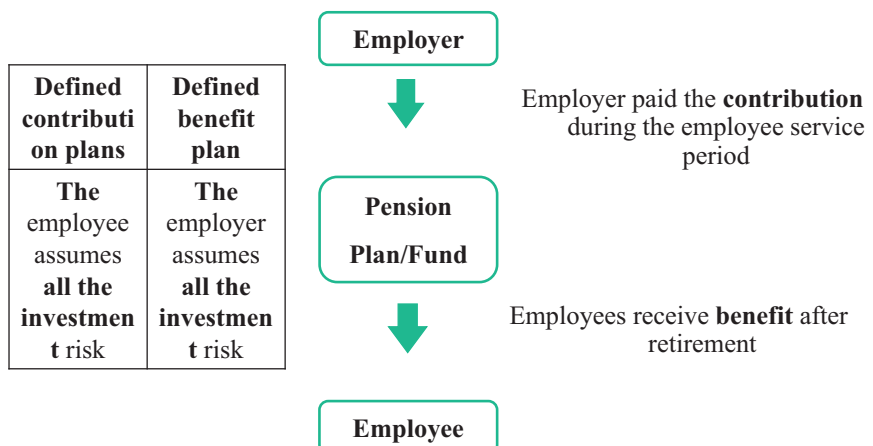 Employer
Defined
contributi
on plans
Defined
benefit
plan
The
employee
assumes
all the
investmen
t risk
The
employer
assumes
all the
investmen
t risk
Employer paid the contribution
during the employee service
period
Pension
Plan/Fund
Employees receive benefit after
retirement
Employee